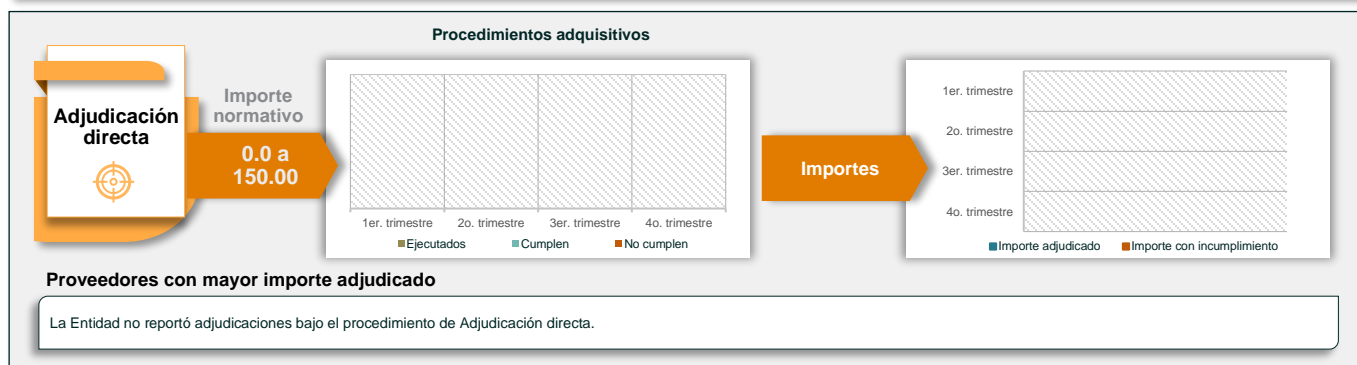 Procedimientos adquisitivos
Adjudicación
directa
Importe
normativo
0.0 a
150.00
1er. trimestre
2o. trimestre
3er. trimestre
4o. trimestre
Ejecutados
Cumplen
No cumplen
Importes
1er. trimestre
2o. trimestre
3er. trimestre
4o. trimestre
Importe adjudicado
Importe con incumplimiento
Proveedores con mayor importe adjudicado
La Entidad no reportó adjudicaciones bajo el procedimiento de Adjudicación directa.